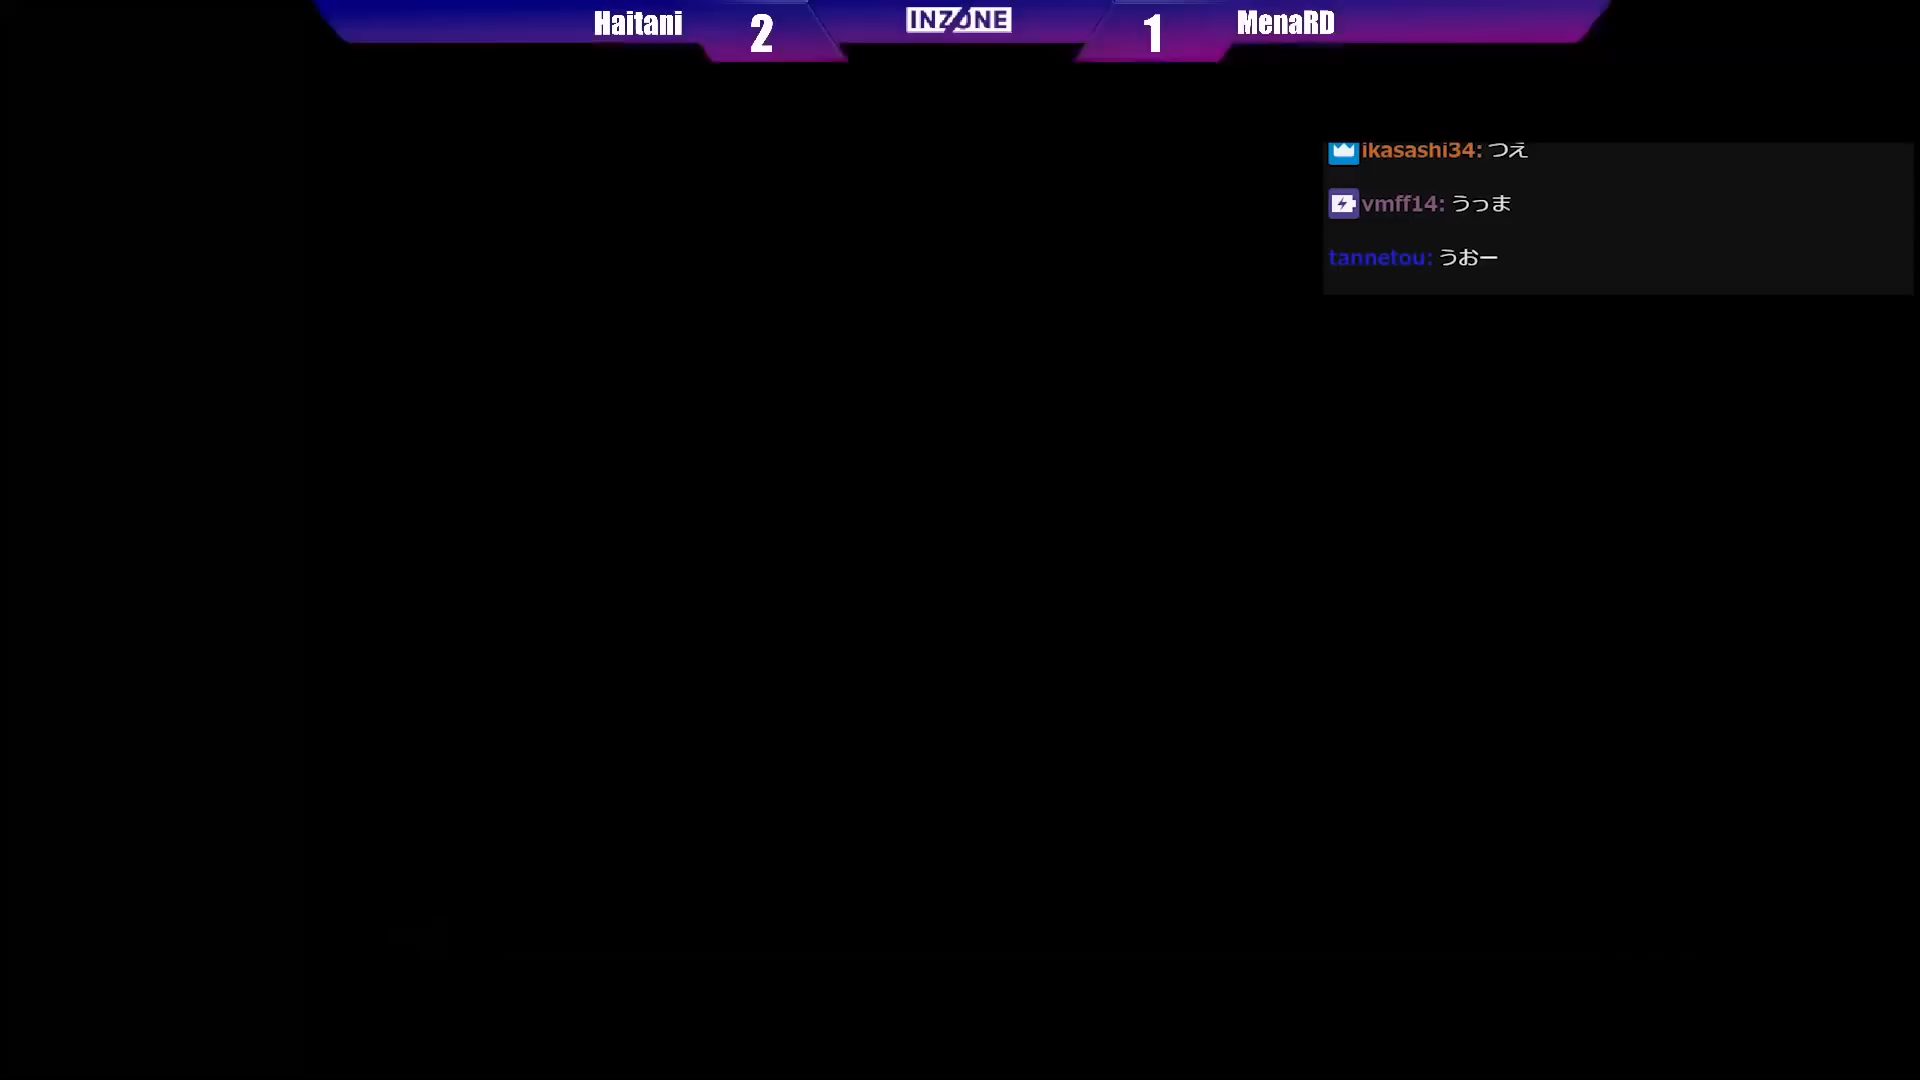 Haitani 2 INZONE 1 MenaRD
ikasashi34: つえ
vmff14: うっま
tannetou: うおー